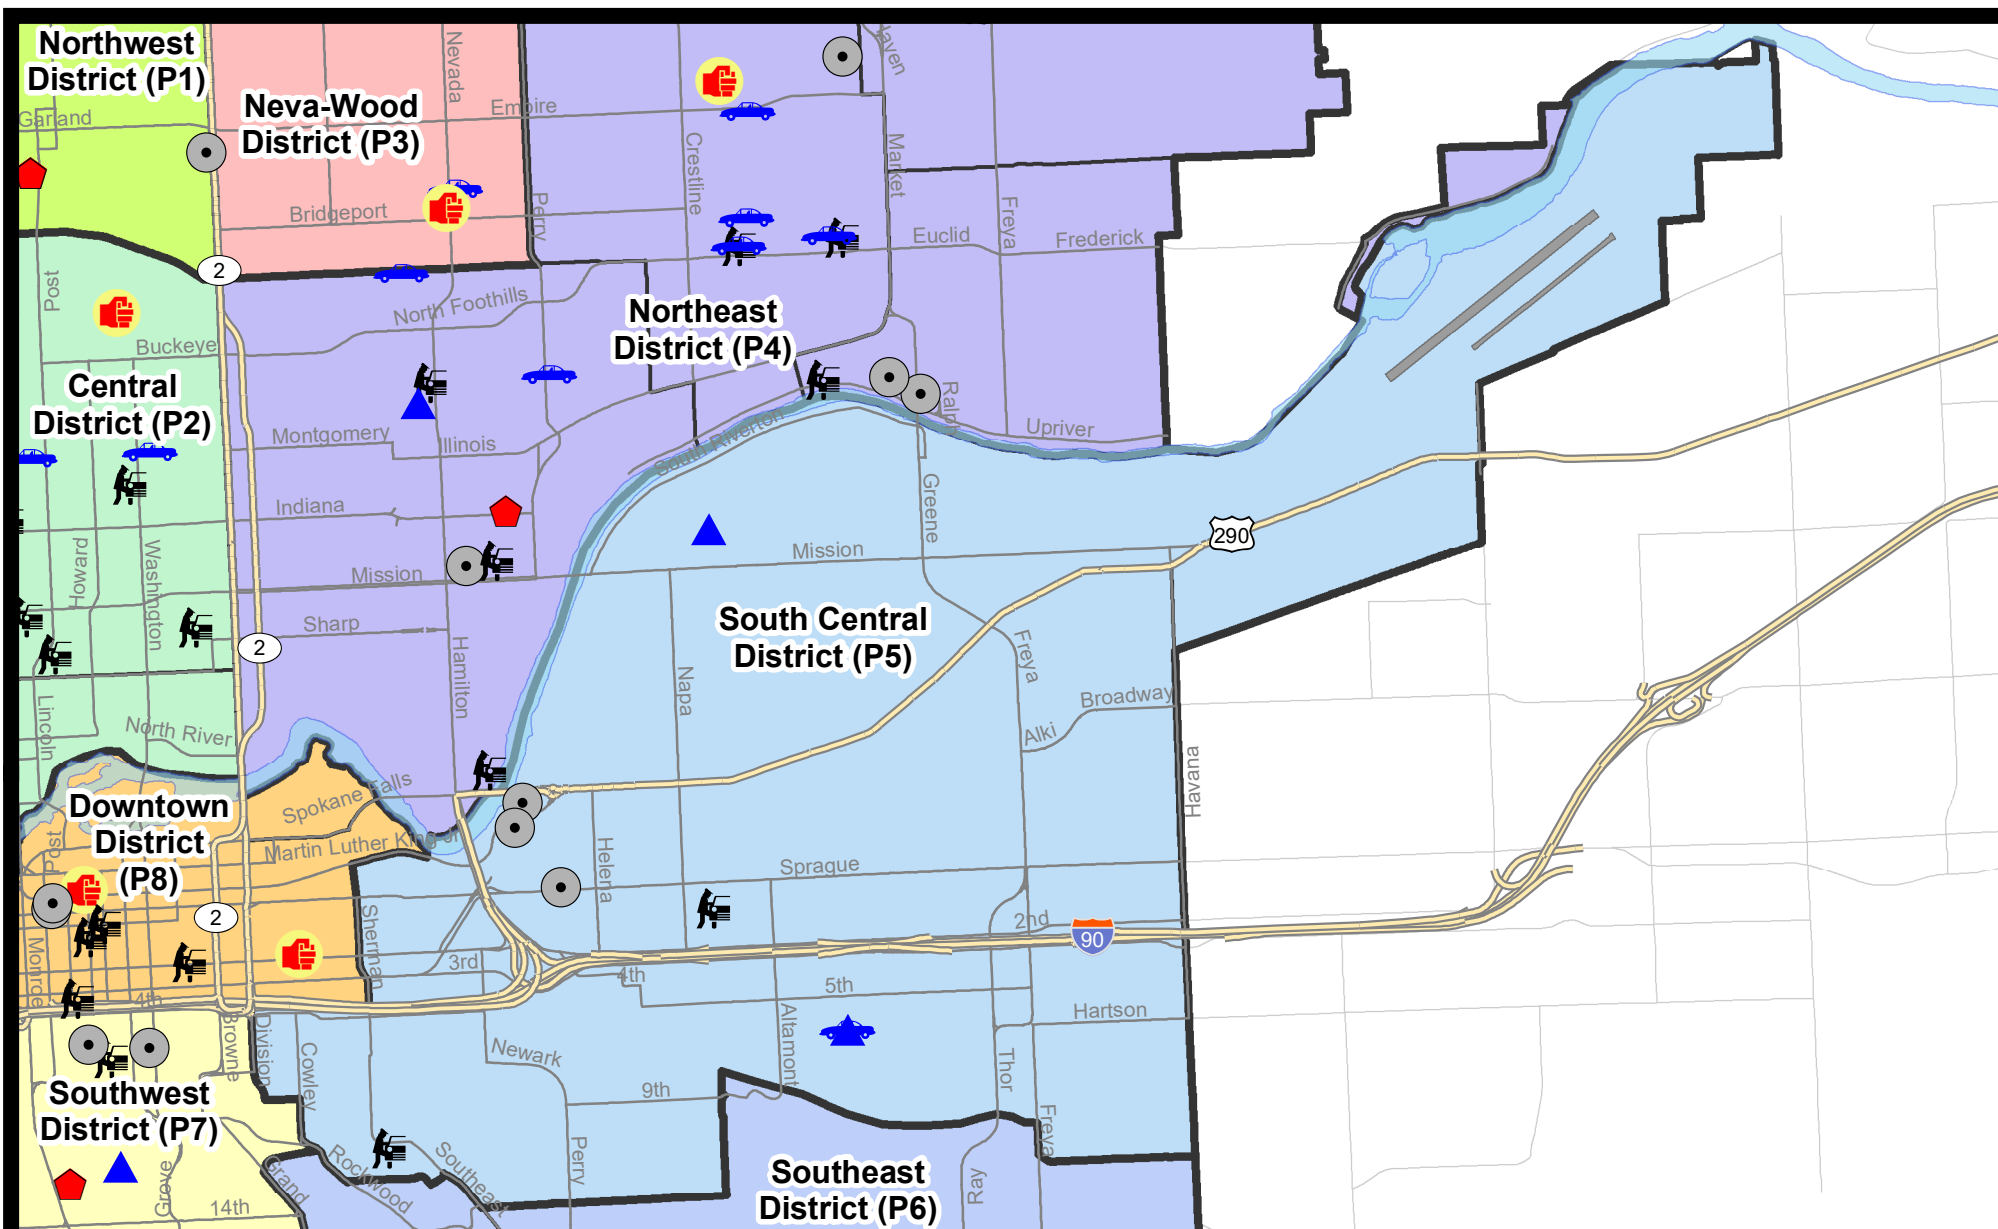 Northwest
District (P1)
Nevada
Haven
Neva-Wood
District (P3)
Empire
Garland
Crestline
Market
Perry
Bridgeport
Freya
Euclid
Frederick
2
Post
North Foothills
Northeast
District (P4)
Buckeye
Central
District (P2)
Ralph
Montgomery
Illinois
South Riverton
Upriver
Greene
Indiana
290
Mission
Howard
Washington
Mission
South Central
District (P5)
Sharp
2
Freya
Hamilton
Napa
Broadway
Lincoln
North River
Alki
Havana
Spokane Falls
Downtown
District
(P8)
Post
Martin Luther King Jr
Helena
Sprague
2
Sherman
2nd
90
Monroe
3rd
4th
5th
4th
Altamont
Hartson
Browne
Division
Cowley
Newark
Thor
9th
Southwest
District (P7)
Freya
Perry
Rockwood
Southeast
Grove
Grand
Southeast
District (P6)
Ray
14th